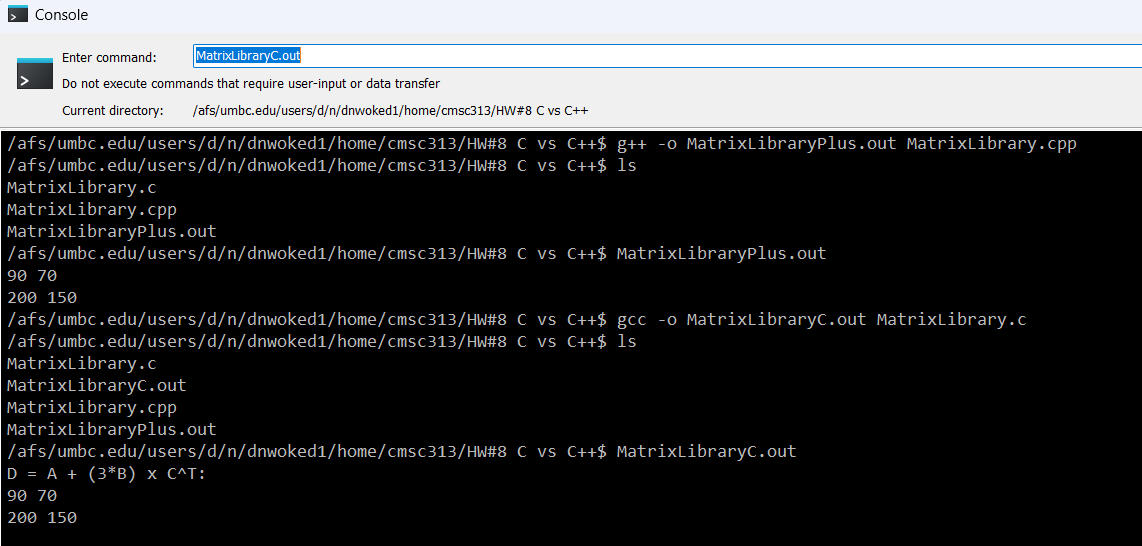 Console
Enter command: MatrixLibraryC.out
Do not execute commands that require user-input or data transfer
Current directory: /afs/umbc.edu/users/d/n/dnwoked1/home/cmsc313/HW#8 C vs C++
/afs/umbc.edu/users/d/n/dnwoked1/home/cmsc313/HW#8 C vs C++$ g++ -o MatrixLibraryPlus.out MatrixLibrary.cpp
/afs/umbc.edu/users/d/n/dnwoked1/home/cmsc313/HW#8 C vs C++$ ls
MatrixLibrary.c
MatrixLibrary.cpp
MatrixLibraryPlus.out
/afs/umbc.edu/users/d/n/dnwoked1/home/cmsc313/HW#8 C vs C++$ MatrixLibraryPlus.out
90 70
200 150
/afs/umbc.edu/users/d/n/dnwoked1/home/cmsc313/HW#8 C vs C++$ gcc -o MatrixLibraryC.out MatrixLibrary.c
/afs/umbc.edu/users/d/n/dnwoked1/home/cmsc313/HW#8 C vs C++$ ls
MatrixLibrary.c
MatrixLibraryC.out
MatrixLibrary.cpp
MatrixLibraryPlus.out
/afs/umbc.edu/users/d/n/dnwoked1/home/cmsc313/HW#8 C vs C++$ MatrixLibraryC.out
D = A + (3*B) x C^T:
90 70
200 150